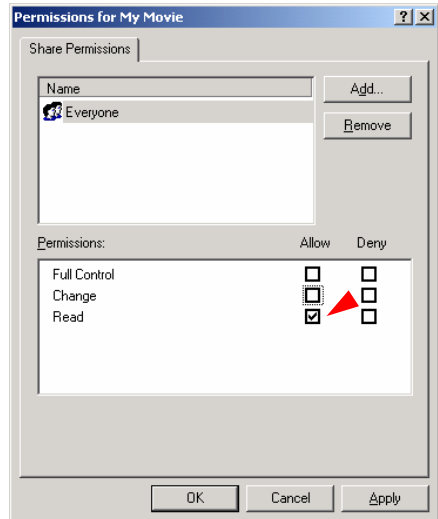 Permissions for My Movie
Share Permissions
Name Add...
Everyone
Remove
Permissions: Allow Deny
Full Control
Change
Read
OK Cancel Apply